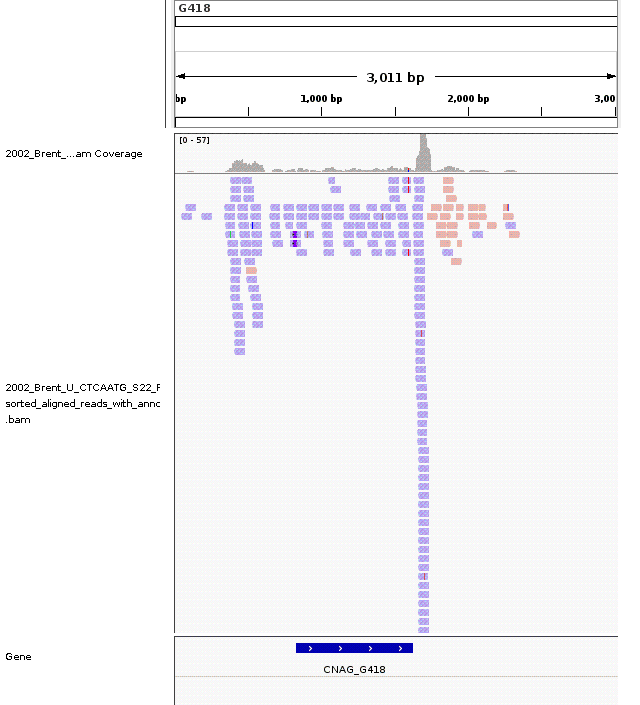 G418
3,011 bp
bp 1,000 bp 2,000 bp 3,00
[0 - 57]
2002_Brent_...am Coverage
2002_Brent_U_CTCAATG_S22_F
sorted_aligned_reads_with_annc
.bam
Gene
CNAG_G418